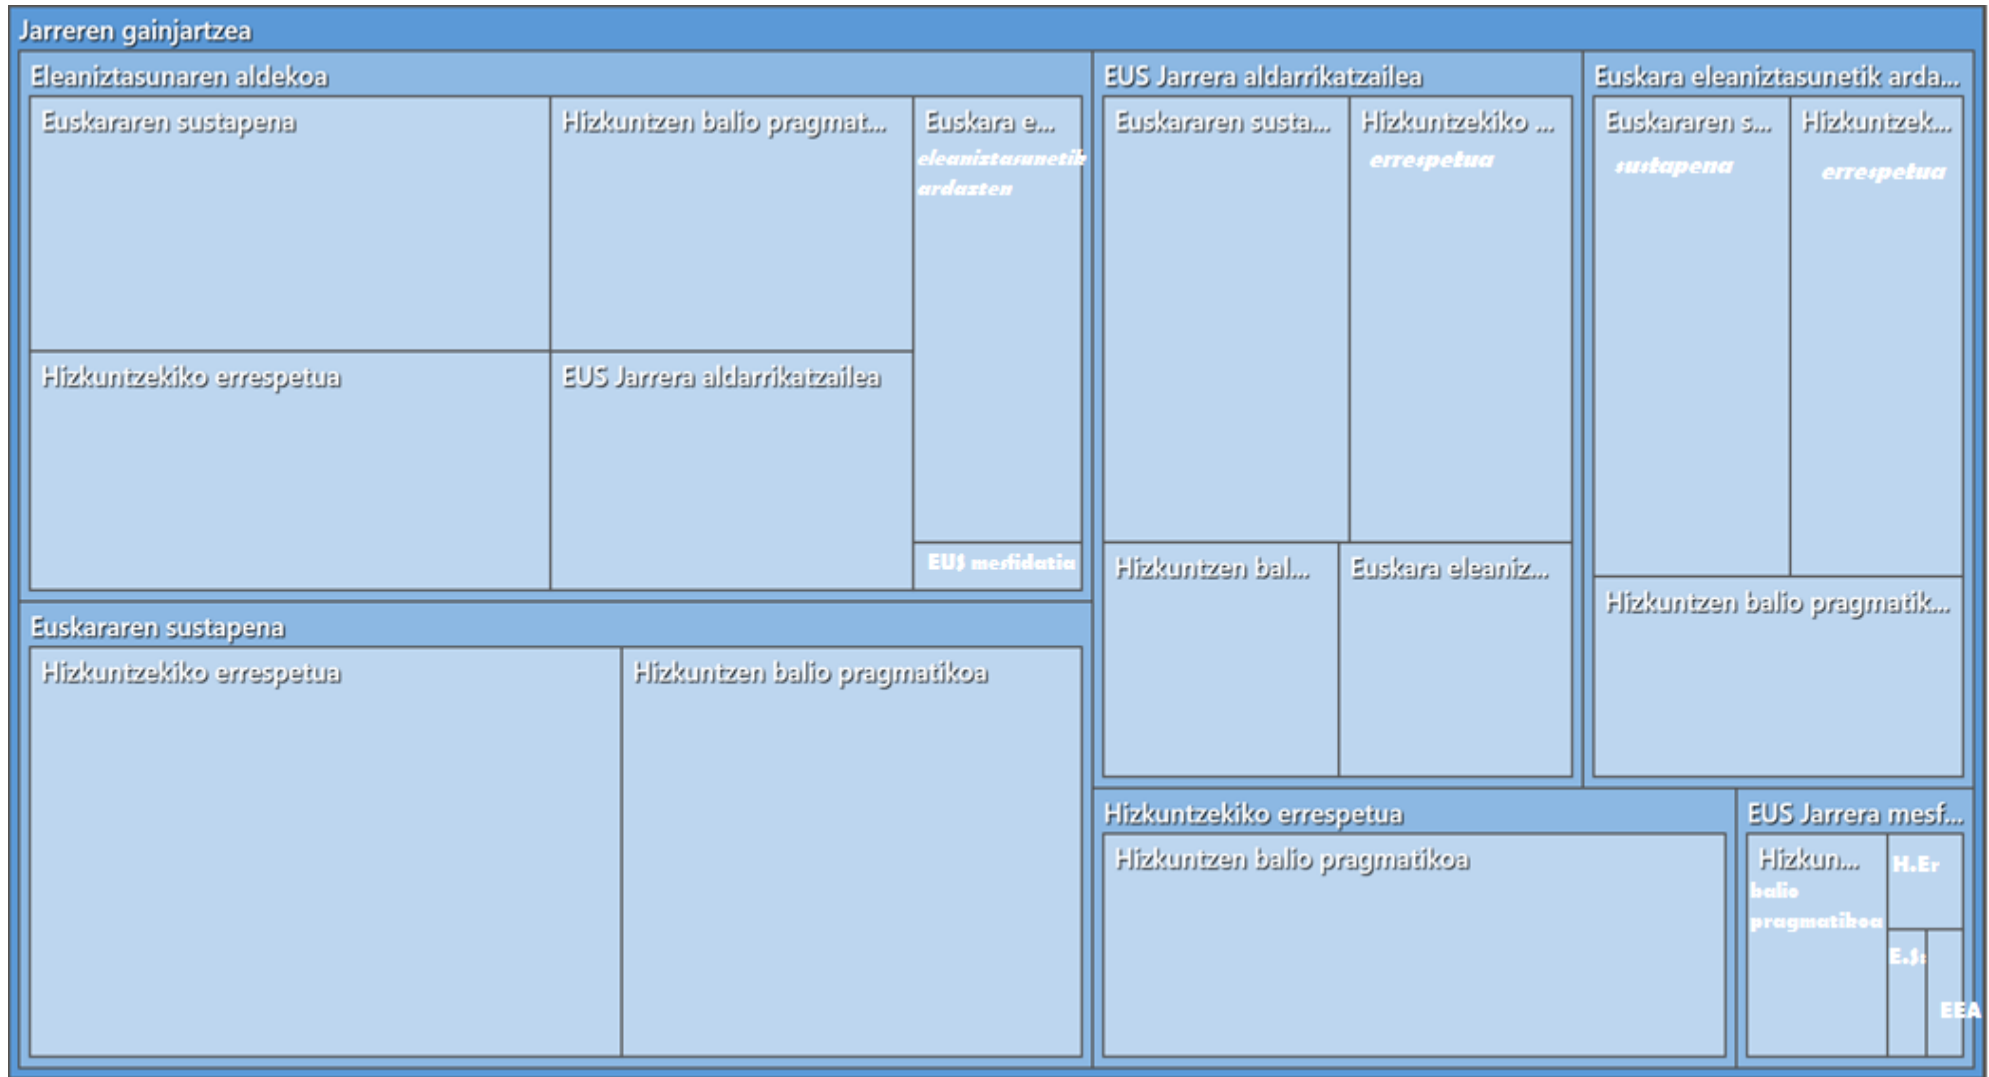 Jarreren gainjartzea
Eleaniztasunaren aldekoa
Euskararen sustapena
Hizkuntzen balio pragmat...
Euskara e...
eleaniztasunetik
ardazten
Hizkuntzekiko errespetua
EUS Jarrera aldarrikatzailea
EUS mesfidatia
Euskararen sustapena
Hizkuntzekiko errespetua
Hizkuntzen balio pragmatikoa
EUS Jarrera aldarrikatzailea
Euskararen susta...
Hizkuntzekiko ...
errespetua
Hizkuntzen bal...
Euskara eleaniz...
Euskara eleaniztasunetik arda...
Euskararen s...
sustapena
Hizkuntzek...
errespetua
Hizkuntzen balio pragmatik...
Hizkuntzekiko errespetua
Hizkuntzen balio pragmatikoa
EUS Jarrera mesf...
Hizkun...
balio
pragmatikoa
H.Er
E.S:
EEA